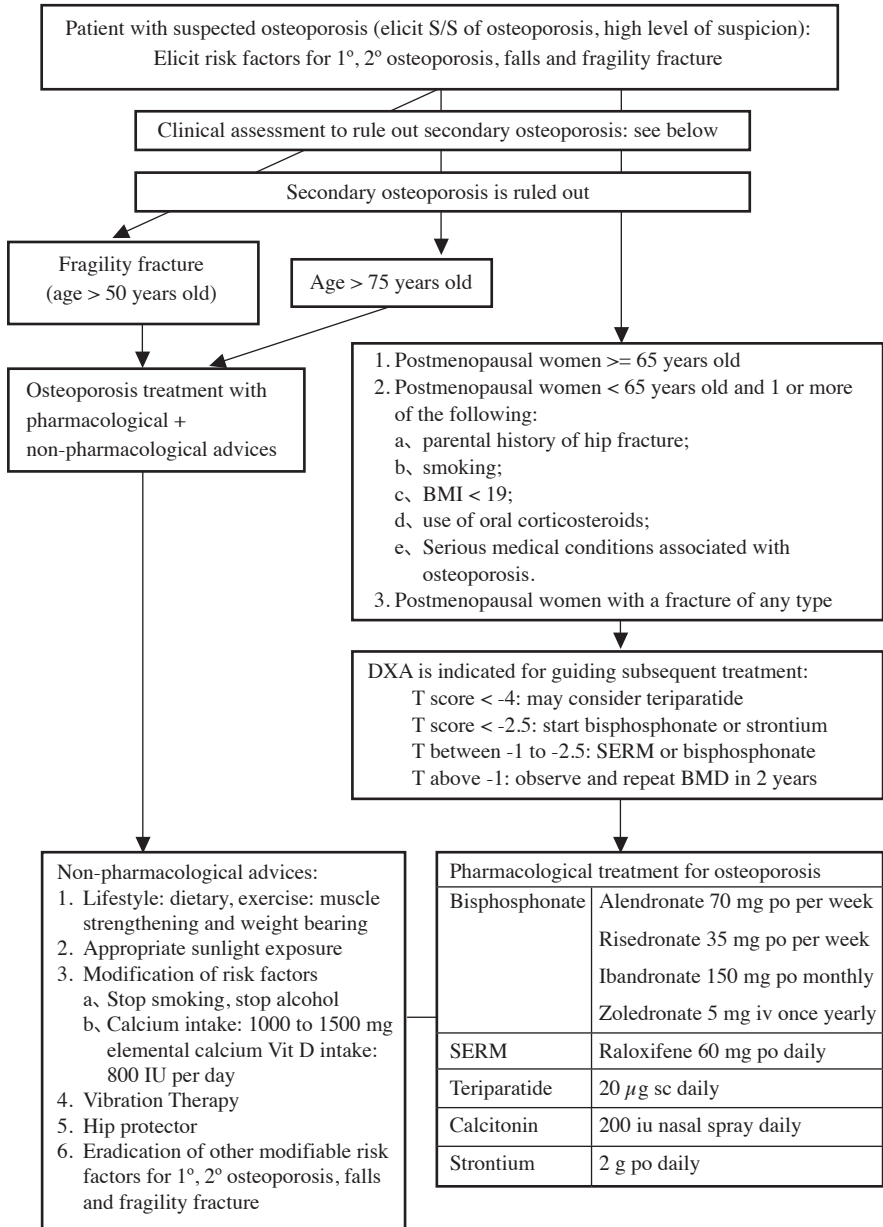 Patient with suspected osteoporosis (elicit S/S of osteoporosis, high level of suspicion):
Elicit risk factors for 1º, 2º osteoporosis, falls and fragility fracture
Clinical assessment to rule out secondary osteoporosis: see below
Secondary osteoporosis is ruled out
Fragility fracture
(age > 50 years old)
Age > 75 years old
Osteoporosis treatment with
pharmacological +
non-pharmacological advices
1. Postmenopausal women >= 65 years old
2. Postmenopausal women < 65 years old and 1 or more
of the following:
a、parental history of hip fracture;
b、smoking;
c、BMI < 19;
d、use of oral corticosteroids;
e、Serious medical conditions associated with
osteoporosis.
3. Postmenopausal women with a fracture of any type
DXA is indicated for guiding subsequent treatment:
T score < -4: may consider teriparatide
T score < -2.5: start bisphosphonate or strontium
T between -1 to -2.5: SERM or bisphosphonate
T above -1: observe and repeat BMD in 2 years
Non-pharmacological advices:
1. Lifestyle: dietary, exercise: muscle
strengthening and weight bearing
2. Appropriate sunlight exposure
3. Modification of risk factors
a、Stop smoking, stop alcohol
b、Calcium intake: 1000 to 1500 mg
elemental calcium Vit D intake:
800 IU per day
4. Vibration Therapy
5. Hip protector
6. Eradication of other modifiable risk
factors for 1º, 2º osteoporosis, falls
and fragility fracture
Pharmacological treatment for osteoporosis
Bisphosphonate Alendronate 70 mg po per week
Risedronate 35 mg po per week
Ibandronate 150 mg po monthly
Zoledronate 5 mg iv once yearly
SERM Raloxifene 60 mg po daily
Teriparatide 20 µg sc daily
Calcitonin 200 iu nasal spray daily
Strontium 2 g po daily